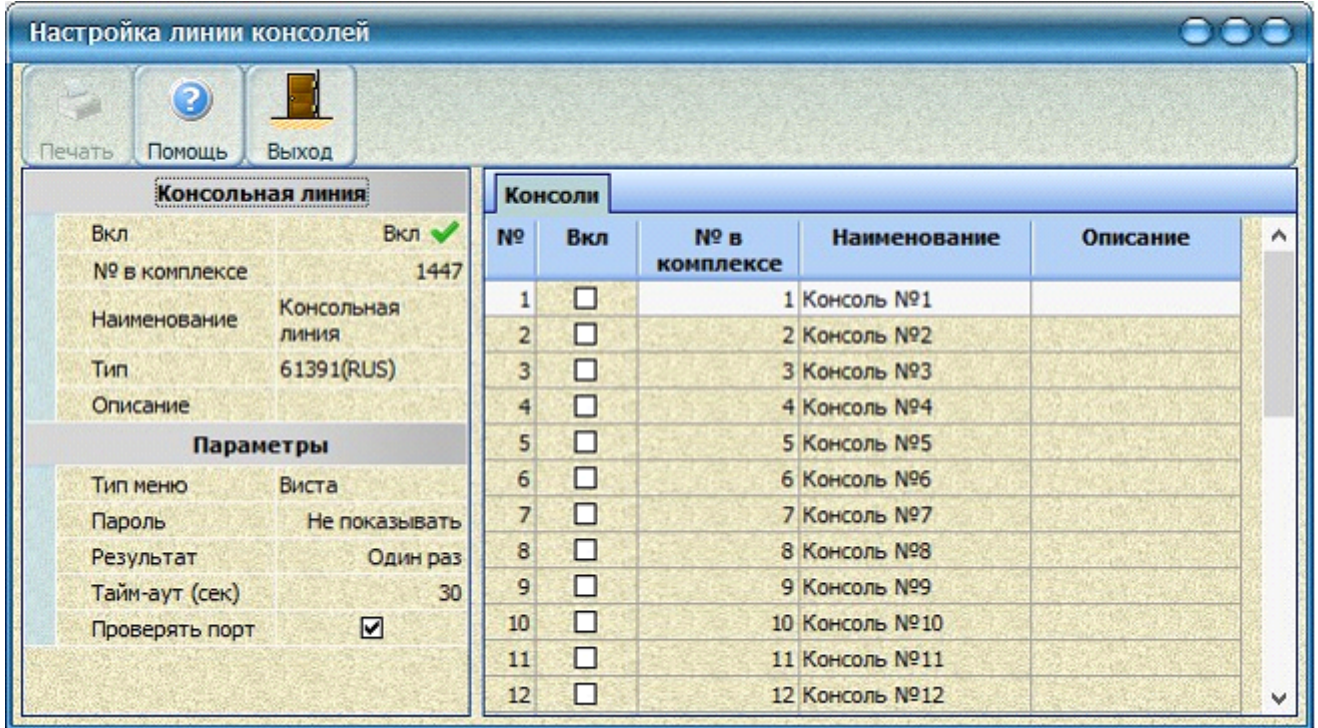 Настройка линии консолей
Печать Помощь Выход
Консольная линия
Вкл Вкл
№ в комплексе 1447
Наименование Консольная линия
Тип 61391(RUS)
Описание
Параметры
Тип меню Виста
Пароль Не показывать
Результат Один раз
Тайм-аут (сек) 30
Проверять порт
Консоли
№ Вкл № в комплексе Наименование Описание
1 1 Консоль №1
2 2 Консоль №2
3 3 Консоль №3
4 4 Консоль №4
5 5 Консоль №5
6 6 Консоль №6
7 7 Консоль №7
8 8 Консоль №8
9 9 Консоль №9
10 10 Консоль №10
11 11 Консоль №11
12 12 Консоль №12